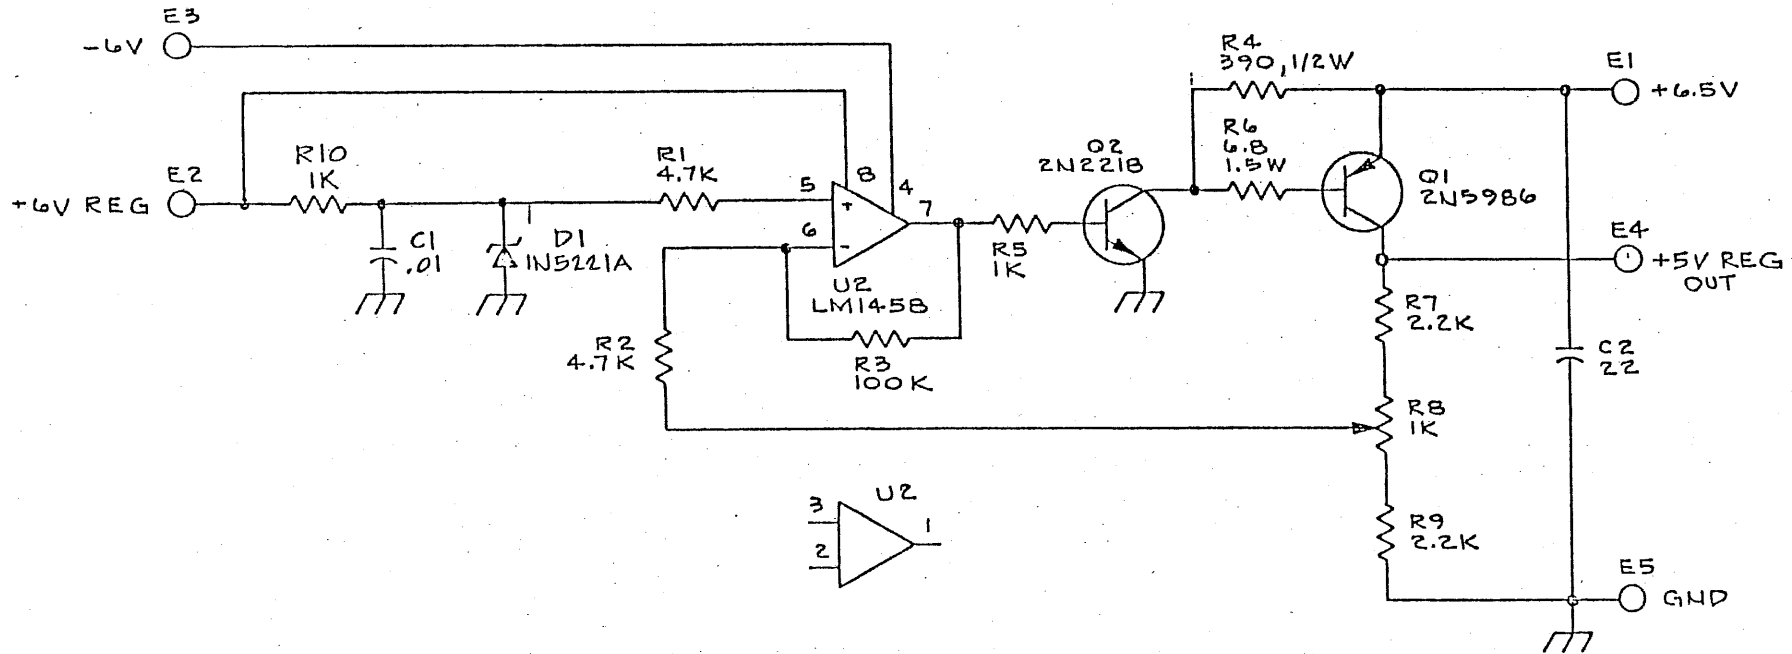 E3
-6V
R4
390, 1/2W
E1
+6.5V
R10
1K
E2
+6V REG
R1
4.7K
5
8
4
+
7
6
-
Q2
2N2218
R6
6.8
1.5W
Q1
2N5986
C1
.01
D1
1N5221A
1
U2
LM1458
R5
1K
E4
+5V REG
OUT
R7
2.2K
R2
4.7K
R3
100K
C2
22
R8
1K
U2
3
2
1
R9
2.2K
E5
GND